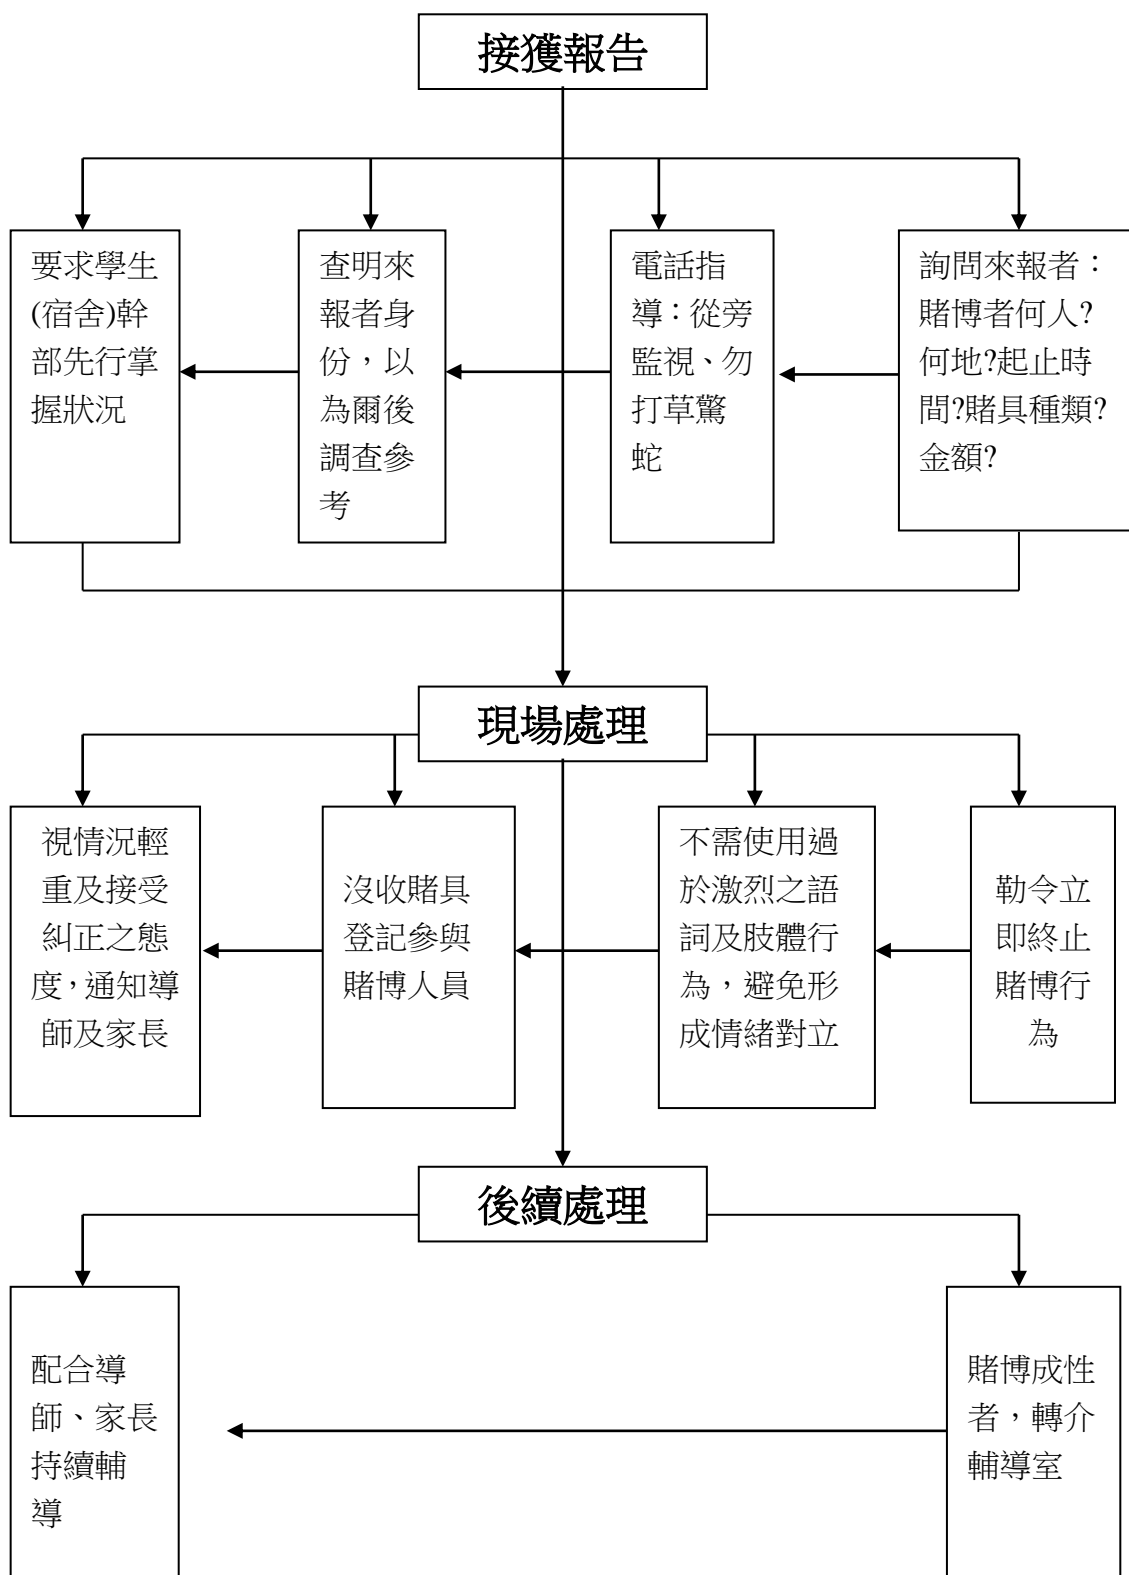 接獲報告
要求學生
(宿舍)幹
部先行掌
握狀況
查明來
報者身
份，以
為爾後
調查參
考
電話指
導：從旁
監視、勿
打草驚
蛇
詢問來報者：
賭博者何人?
何地?起止時
間?賭具種類?
金額?
現場處理
視情況輕
重及接受
糾正之態
度，通知導
師及家長
沒收賭具
登記參與
賭博人員
不需使用過
於激烈之語
詞及肢體行
為，避免形
成情緒對立
勒令立
即終止
賭博行
為
後續處理
配合導
師、家長
持續輔
導
賭博成性
者，轉介
輔導室